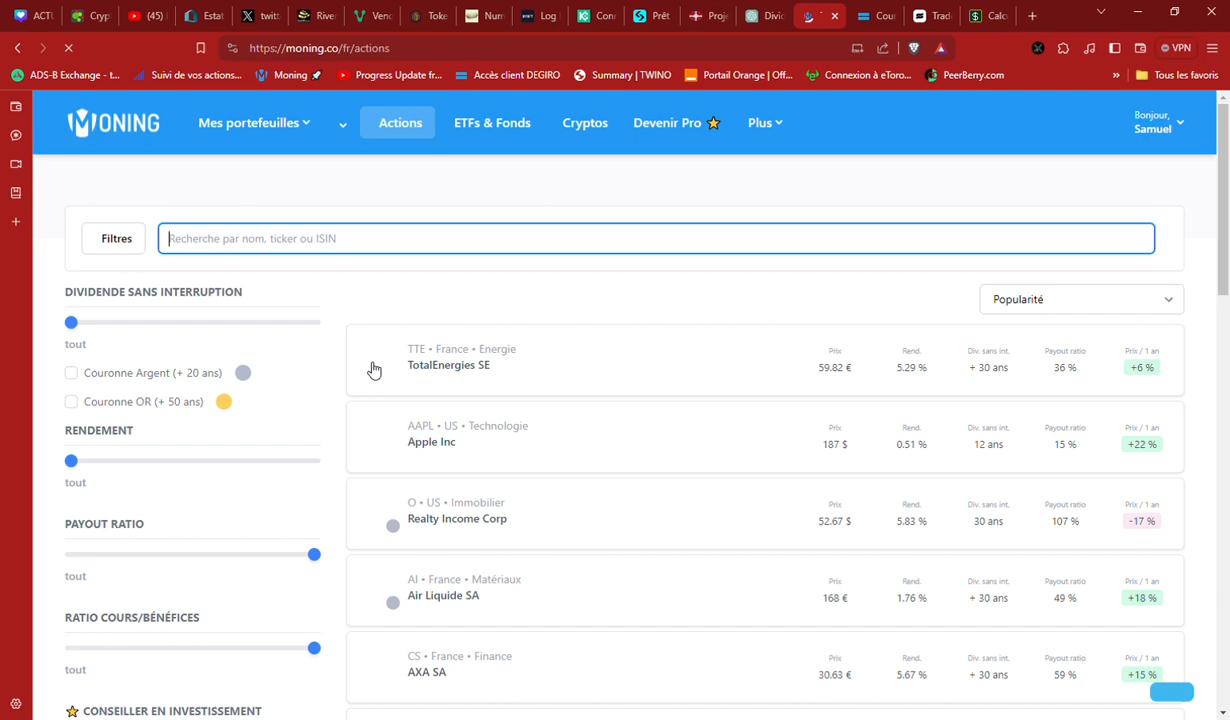 ACTU
Cryp
(45)
Estat
twitt
River
Venc
Toke
Num
Log
Conn
Prêt
Proje
Divid
Cour
Trad
Calc
https://moning.co/fr/actions
VPN
ADS-B Exchange - t...
Suivi de vos actions...
Moning
Progress Update fr...
Accès client DEGIRO
Summary | TWINO
Portail Orange | Off...
Connexion à eToro...
PeerBerry.com
»
Tous les favoris
MONING
Mes portefeuilles
Actions
ETFs & Fonds
Cryptos
Devenir Pro
Plus
Bonjour,
Samuel
Filtres
Recherche par nom, ticker ou ISIN
DIVIDENDE SANS INTERRUPTION
tout
Couronne Argent (+ 20 ans)
Couronne OR (+ 50 ans)
RENDEMENT
tout
PAYOUT RATIO
tout
RATIO COURS/BÉNÉFICES
tout
CONSEILLER EN INVESTISSEMENT
Popularité
TTE • France • Energie
TotalEnergies SE
Prix Rend. Div. sans int. Payout ratio Prix / 1 an
59.82 € 5.29 % + 30 ans 36 % +6 %
AAPL • US • Technologie
Apple Inc
Prix Rend. Div. sans int. Payout ratio Prix / 1 an
187 $ 0.51 % 12 ans 15 % +22 %
O • US • Immobilier
Realty Income Corp
Prix Rend. Div. sans int. Payout ratio Prix / 1 an
52.67 $ 5.83 % 30 ans 107 % -17 %
AI • France • Matériaux
Air Liquide SA
Prix Rend. Div. sans int. Payout ratio Prix / 1 an
168 € 1.76 % + 30 ans 49 % +18 %
CS • France • Finance
AXA SA
Prix Rend. Div. sans int. Payout ratio Prix / 1 an
30.63 € 5.67 % + 30 ans 59 % +15 %